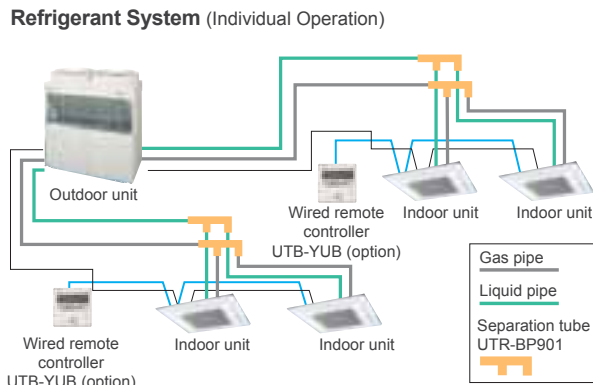 Refrigerant System (Individual Operation)
Outdoor unit
Wired remote
controller
UTB-YUB (option)
Indoor unit
Indoor unit
Gas pipe
Liquid pipe
Separation tube
UTR-BP901
Wired remote
controller
UTB-YUB (option)
Indoor unit
Indoor unit